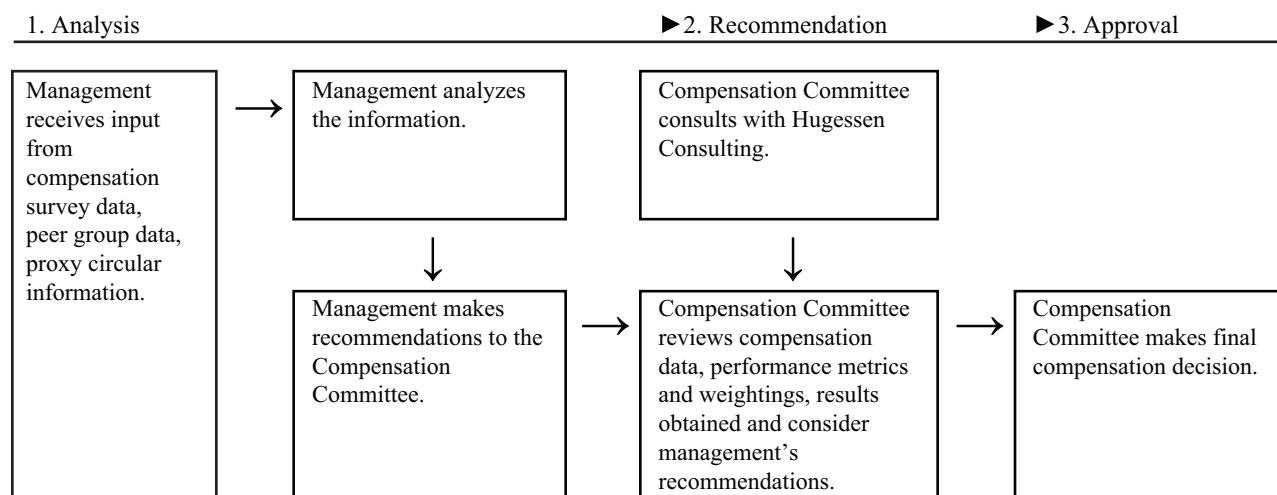 1. Analysis
►2. Recommendation
►3. Approval
Management
receives input
from
compensation
survey data,
peer group data,
proxy circular
information.
Management analyzes
the information.
Compensation Committee
consults with Hugessen
Consulting.
Management makes
recommendations to the
Compensation
Committee.
Compensation Committee
reviews compensation
data, performance metrics
and weightings, results
obtained and consider
management’s
recommendations.
Compensation
Committee makes final
compensation decision.